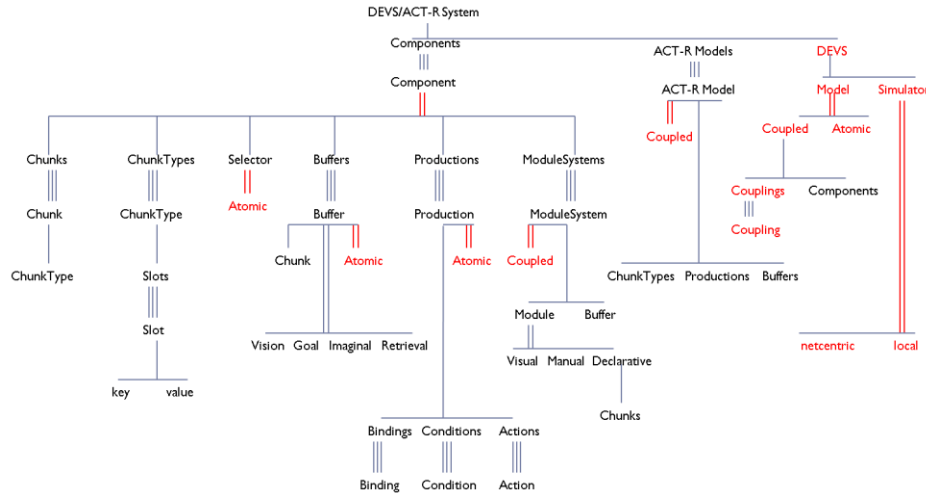 DEVS/ACT-R System
Components ACT-R Models DEVS
Component ACT-R Model Model Simulator
Coupled Coupled Atomic
Chunks ChunkTypes Selector Buffers Productions ModuleSystems
Couplings Components
Atomic
Chunk ChunkType Buffer Production ModuleSystem
Coupling
Chunk Atomic Atomic Coupled
ChunkType Slots ChunkTypes Productions Buffers
Module Buffer
Slot
Vision Goal Imaginal Retrieval netcentric local
Visual Manual Declarative
key value
Chunks
Bindings Conditions Actions
Binding Condition Action